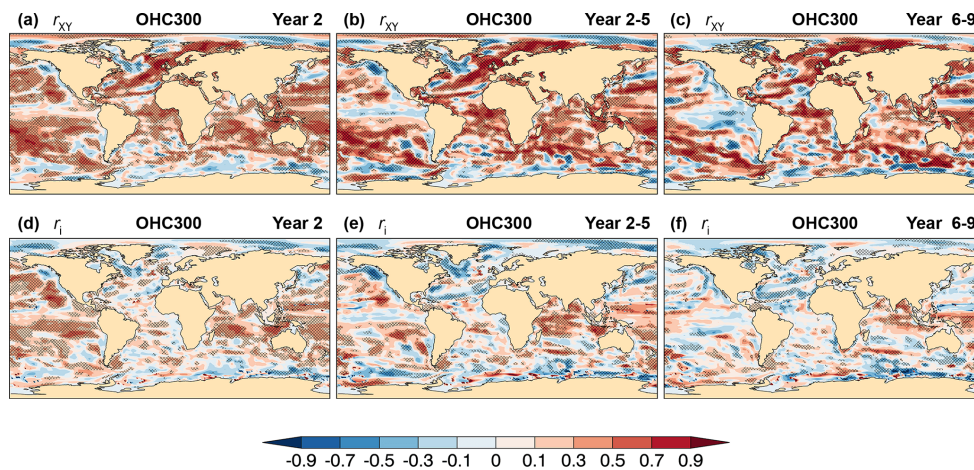 (a) rXY OHC300 Year 2
(b) rXY OHC300 Year 2-5
(c) rXY OHC300 Year 6-9
(d) ri OHC300 Year 2
(e) ri OHC300 Year 2-5
(f) ri OHC300 Year 6-9
-0.9 -0.7 -0.5 -0.3 -0.1 0 0.1 0.3 0.5 0.7 0.9